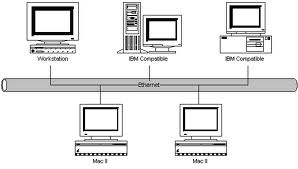 Workstation
IBM Compatible
IBM Compatible
Ethernet
Mac II
Mac II